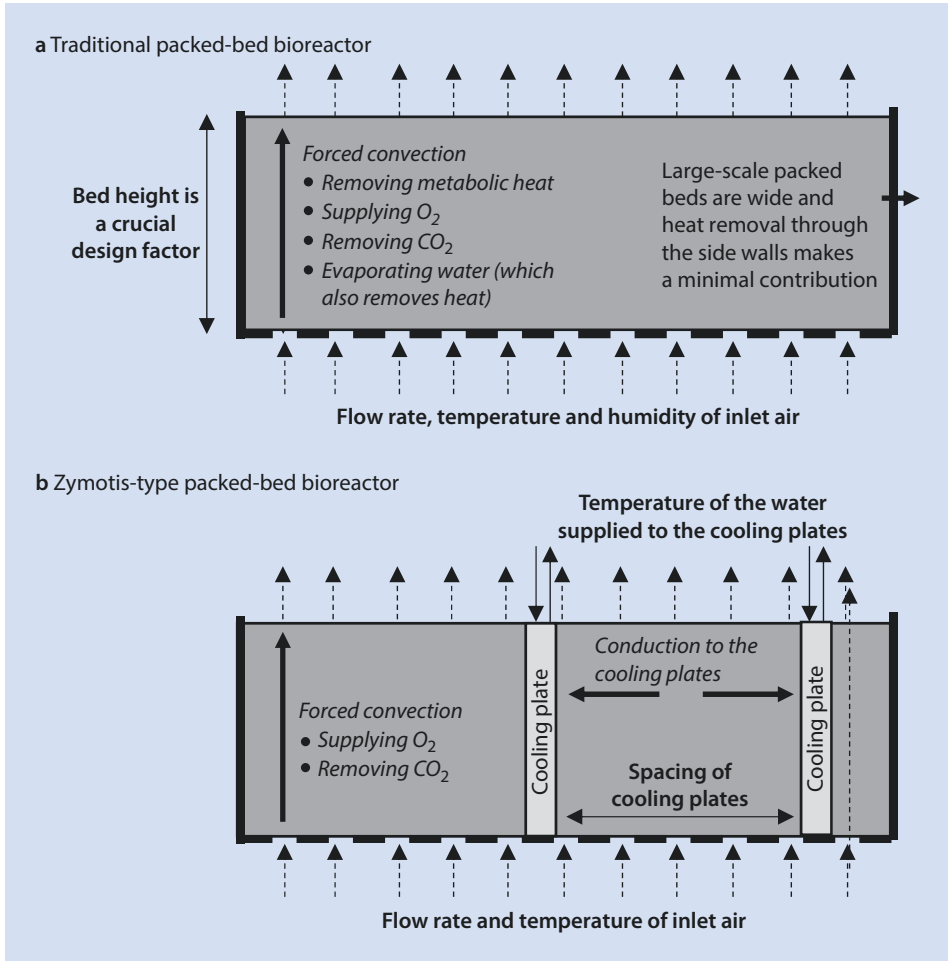 a Traditional packed-bed bioreactor
Bed height is
a crucial
design factor
Forced convection
• Removing metabolic heat
• Supplying O₂
• Removing CO₂
• Evaporating water (which
also removes heat)
Large-scale packed
beds are wide and
heat removal through
the side walls makes
a minimal contribution
Flow rate, temperature and humidity of inlet air
b Zymotis-type packed-bed bioreactor
Temperature of the water
supplied to the cooling plates
Forced convection
• Supplying O₂
• Removing CO₂
Cooling plate
Conduction to the
cooling plates
Spacing of
cooling plates
Cooling plate
Flow rate and temperature of inlet air